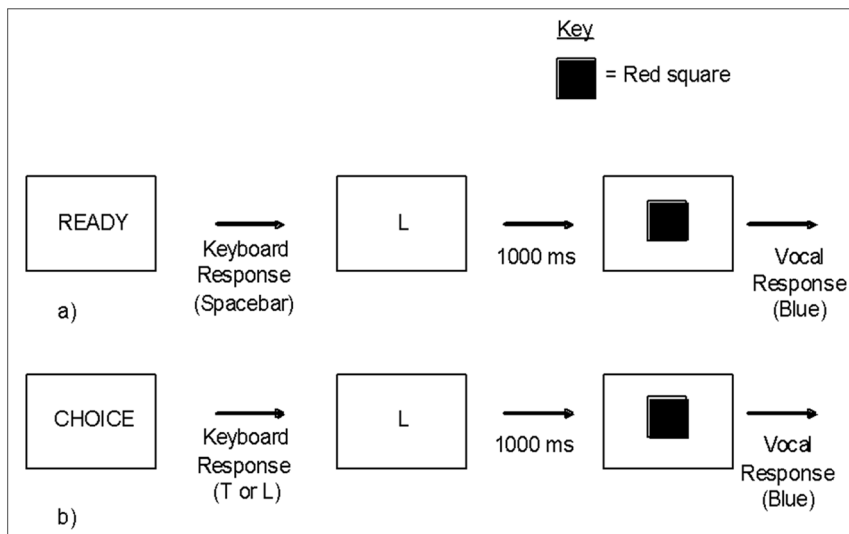 Key
= Red square
READY
Keyboard
Response
(Spacebar)
L
1000 ms
Vocal
Response
(Blue)
a)
CHOICE
Keyboard
Response
(T or L)
L
1000 ms
Vocal
Response
(Blue)
b)